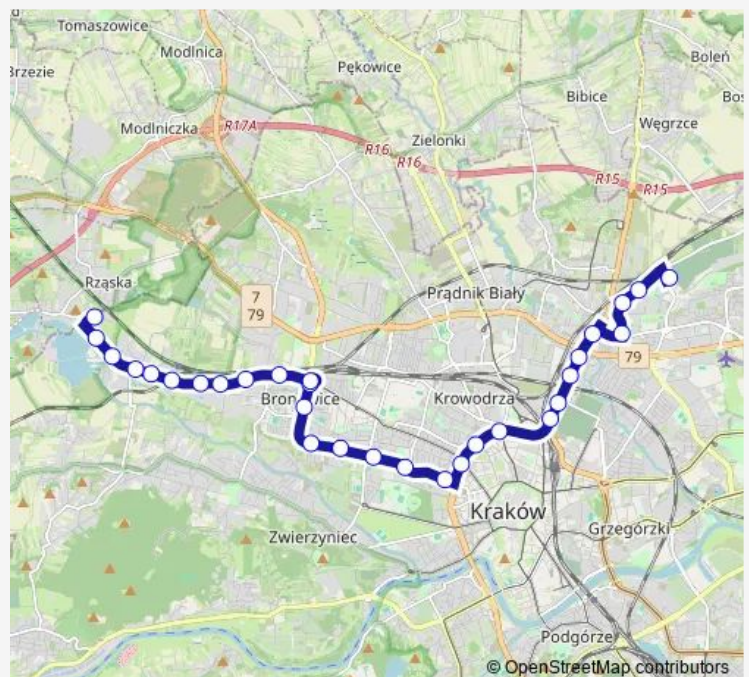 Tomaszowice
Modlnica
Boleń
Brzezie
Pękowice
Bibice
Bos
Węgrzce
Modlniczka
R17A
Zielonki
R16
R16
R15
R15
Rząska
7
79
Prądnik Biały
79
Bronowice
Krowodrza
Kraków
Grzegórzki
Zwierzyniec
Podgórze
© OpenStreetMap contributors